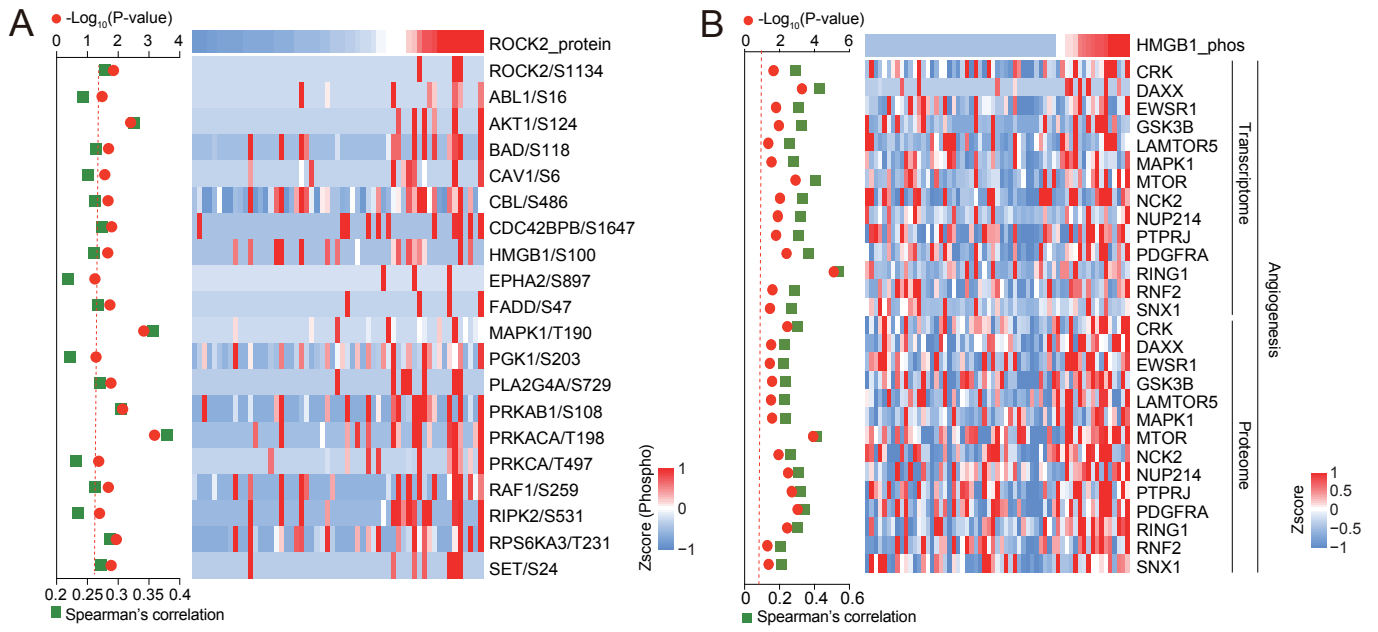 A
-Log10(P-value)
0 1 2 3 4
ROCK2_protein
ROCK2/S1134
ABL1/S16
AKT1/S124
BAD/S118
CAV1/S6
CBL/S486
CDC42BPB/S1647
HMGB1/S100
EPHA2/S897
FADD/S47
MAPK1/T190
PGK1/S203
PLA2G4A/S729
PRKAB1/S108
PRKACA/T198
PRKCA/T497
RAF1/S259
RIPK2/S531
RPS6KA3/T231
SET/S24
0.2 0.25 0.3 0.35 0.4
Spearman's correlation
Zscore (Phospho)
1
0
−1
B
-Log10(P-value)
0 2 4 6
HMGB1_phos
CRK
DAXX
EWSR1
GSK3B
LAMTOR5
MAPK1
MTOR
NCK2
NUP214
PTPRJ
PDGFRA
RING1
RNF2
SNX1
CRK
DAXX
EWSR1
GSK3B
LAMTOR5
MAPK1
MTOR
NCK2
NUP214
PTPRJ
PDGFRA
RING1
RNF2
SNX1
Transcriptome
Proteome
Angiogenesis
0 0.2 0.4 0.6
Spearman's correlation
Zscore
1
0.5
0
−0.5
−1